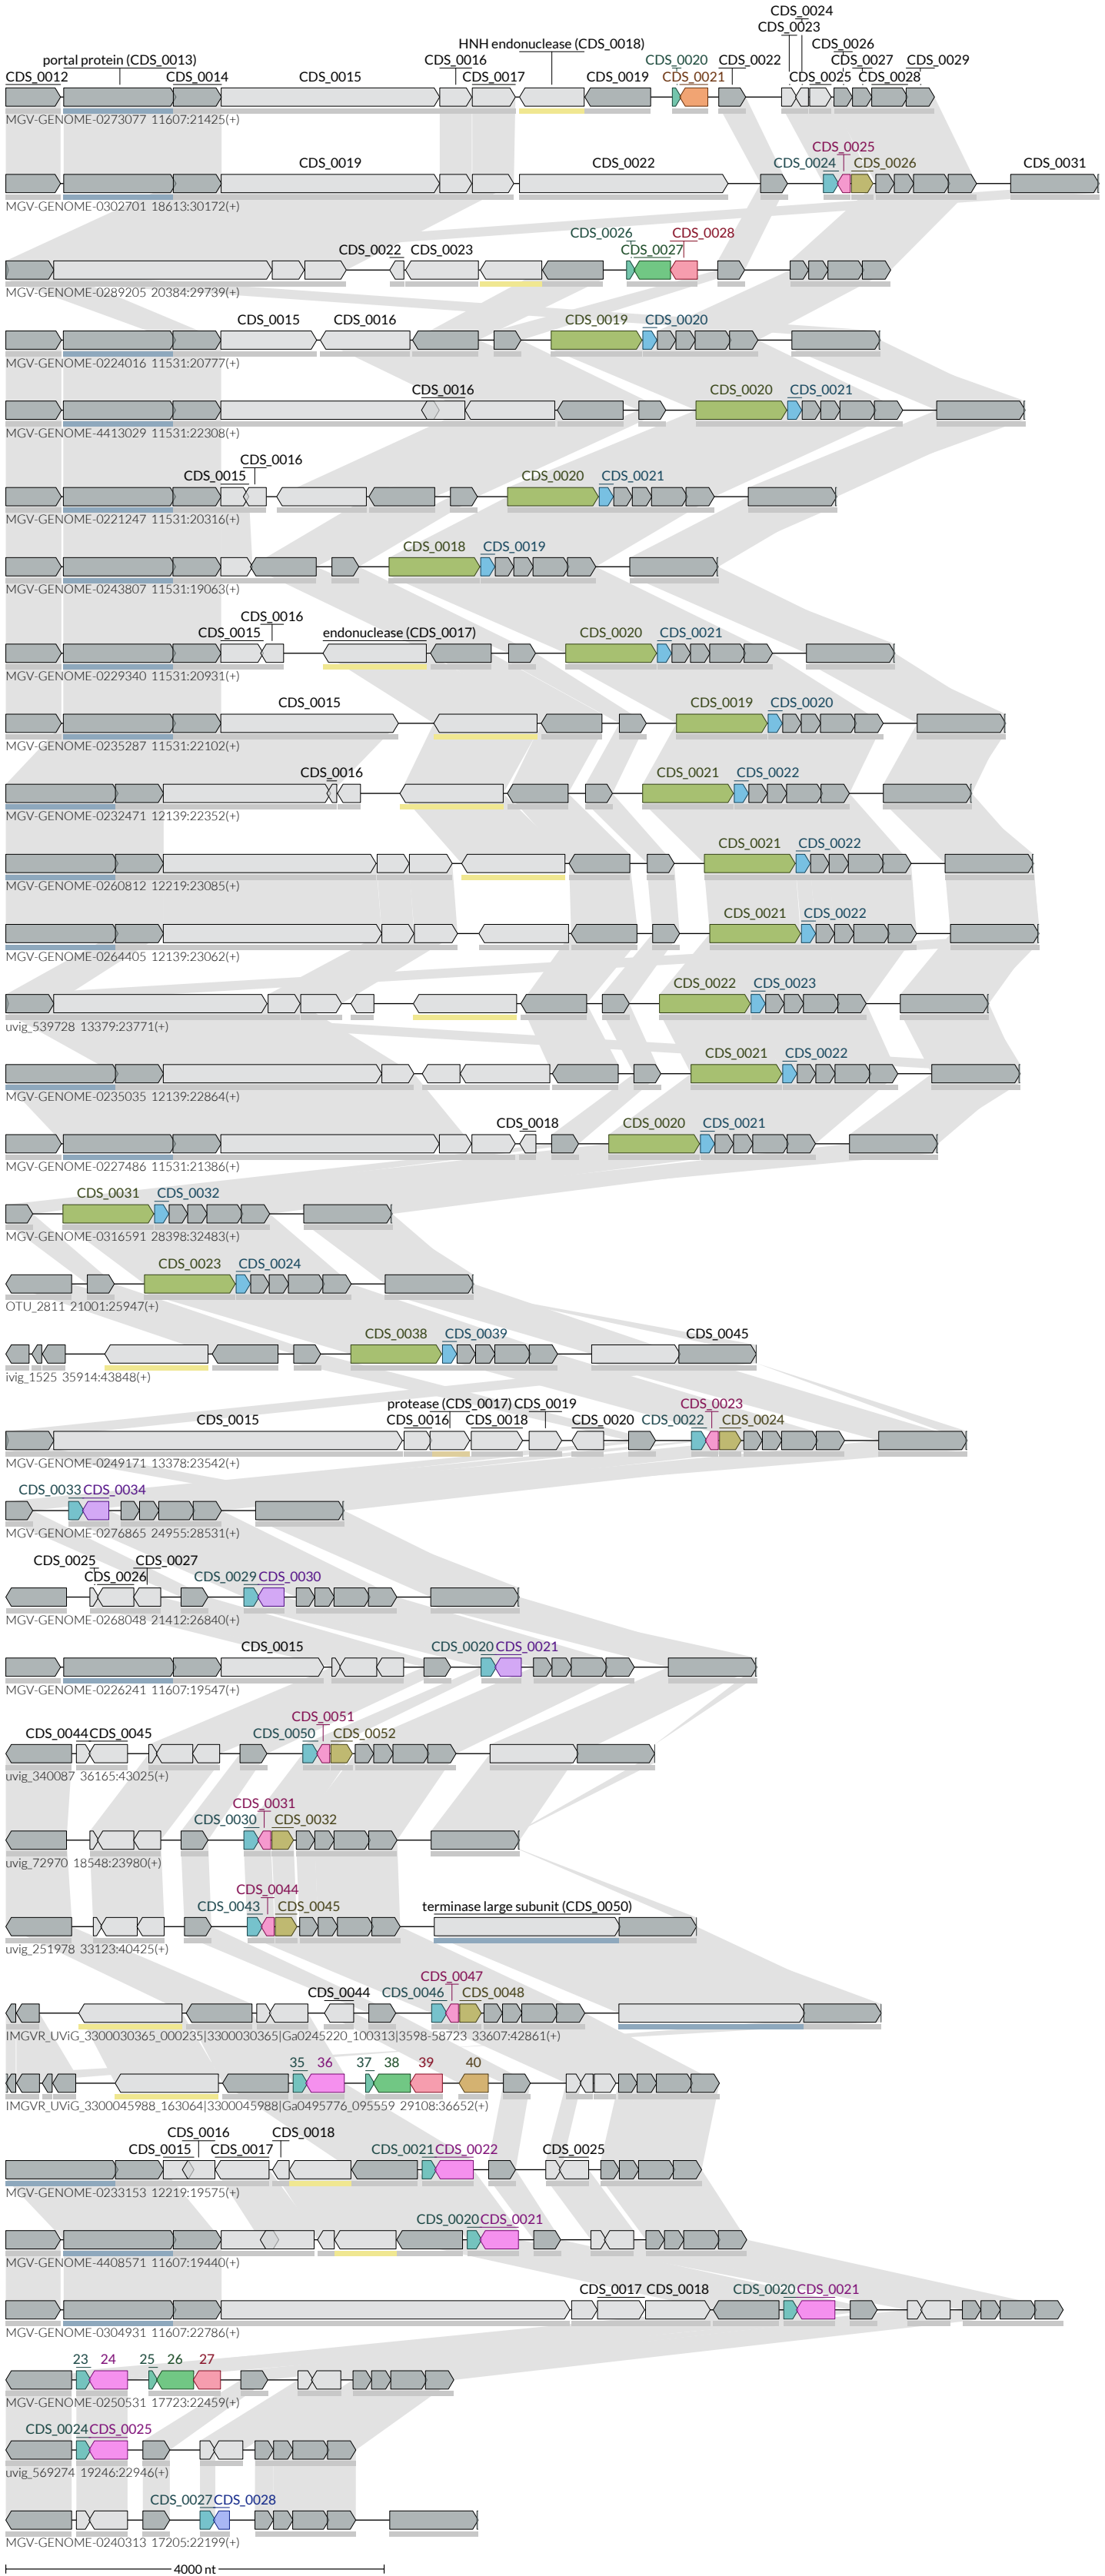 CDS_0024
CDS_0023
HNH endonuclease (CDS_0018) CDS_0026
portal protein (CDS_0013) CDS_0016 CDS_0020 CDS_0022 CDS_0027 CDS_0029
CDS_0012 CDS_0014 CDS_0015 CDS_0017 CDS_0019 CDS_0021 CDS_0025 CDS_0028
MGV-GENOME-0273077 11607:21425(+)
CDS_0025
CDS_0019 CDS_0022 CDS_0024 CDS_0026 CDS_0031
MGV-GENOME-0302701 18613:30172(+)
CDS_0026 CDS_0028
CDS_0022 CDS_0023 CDS_0027
MGV-GENOME-0289205 20384:29739(+)
CDS_0015 CDS_0016 CDS_0019 CDS_0020
MGV-GENOME-0224016 11531:20777(+)
CDS_0016 CDS_0020 CDS_0021
MGV-GENOME-4413029 11531:22308(+)
CDS_0016
CDS_0015 CDS_0020 CDS_0021
MGV-GENOME-0221247 11531:20316(+)
CDS_0018 CDS_0019
MGV-GENOME-0243807 11531:19063(+)
CDS_0016
CDS_0015 endonuclease (CDS_0017) CDS_0020 CDS_0021
MGV-GENOME-0229340 11531:20931(+)
CDS_0015 CDS_0019 CDS_0020
MGV-GENOME-0235287 11531:22102(+)
CDS_0016 CDS_0021 CDS_0022
MGV-GENOME-0232471 12139:22352(+)
CDS_0021 CDS_0022
MGV-GENOME-0260812 12219:23085(+)
CDS_0021 CDS_0022
MGV-GENOME-0264405 12139:23062(+)
CDS_0022 CDS_0023
uvig_539728 13379:23771(+)
CDS_0021 CDS_0022
MGV-GENOME-0235035 12139:22864(+)
CDS_0018 CDS_0020 CDS_0021
MGV-GENOME-0227486 11531:21386(+)
CDS_0031 CDS_0032
MGV-GENOME-0316591 28398:32483(+)
CDS_0023 CDS_0024
OTU_2811 21001:25947(+)
CDS_0038 CDS_0039 CDS_0045
ivig_1525 35914:43848(+)
protease (CDS_0017) CDS_0019 CDS_0023
CDS_0015 CDS_0016 CDS_0018 CDS_0020 CDS_0022 CDS_0024
MGV-GENOME-0249171 13378:23542(+)
CDS_0033 CDS_0034
MGV-GENOME-0276865 24955:28531(+)
CDS_0025 CDS_0027
CDS_0026 CDS_0029 CDS_0030
MGV-GENOME-0268048 21412:26840(+)
CDS_0015 CDS_0020 CDS_0021
MGV-GENOME-0226241 11607:19547(+)
CDS_0051
CDS_0044 CDS_0045 CDS_0050 CDS_0052
uvig_340087 36165:43025(+)
CDS_0031
CDS_0030 CDS_0032
uvig_72970 18548:23980(+)
CDS_0044
CDS_0043 CDS_0045 terminase large subunit (CDS_0050)
uvig_251978 33123:40425(+)
CDS_0047
CDS_0044 CDS_0046 CDS_0048
IMGVR_UViG_3300030365_000235|3300030365|Ga0245220_100313|3598-58723 33607:42861(+)
35 36 37 38 39 40
IMGVR_UViG_3300045988_163064|3300045988|Ga0495776_095559 29108:36652(+)
CDS_0016 CDS_0018
CDS_0015 CDS_0017 CDS_0021 CDS_0022 CDS_0025
MGV-GENOME-0233153 12219:19575(+)
CDS_0020 CDS_0021
MGV-GENOME-4408571 11607:19440(+)
CDS_0017 CDS_0018 CDS_0020 CDS_0021
MGV-GENOME-0304931 11607:22786(+)
23 24 25 26 27
MGV-GENOME-0250531 17723:22459(+)
CDS_0024 CDS_0025
uvig_569274 19246:22946(+)
CDS_0027 CDS_0028
MGV-GENOME-0240313 17205:22199(+)
4000 nt